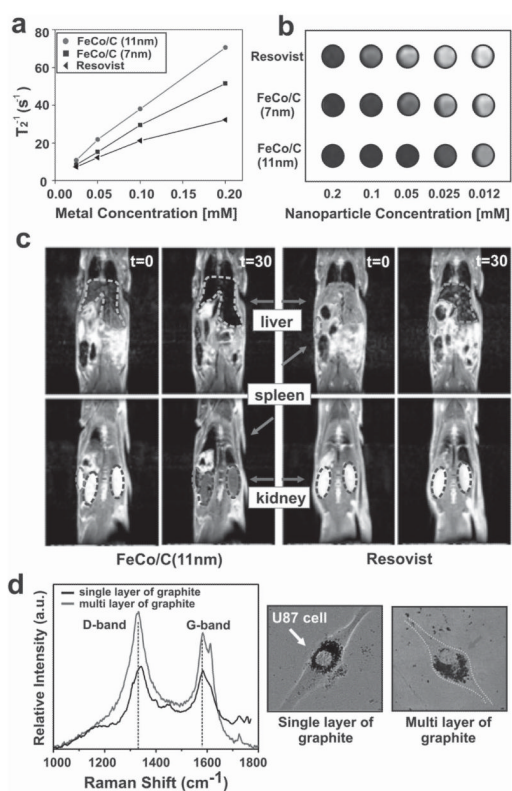 a
T₂⁻¹(s⁻¹)
80
60
40
20
0
FeCo/C (11nm)
FeCo/C (7nm)
Resovist
0.00 0.05 0.10 0.15 0.20
Metal Concentration [mM]
b
Resovist
FeCo/C
(7nm)
FeCo/C
(11nm)
0.2 0.1 0.05 0.025 0.012
Nanoparticle Concentration [mM]
c
t=0
t=30
t=0
t=30
liver
spleen
kidney
FeCo/C(11nm)
Resovist
d
Relative Intensity (a.u.)
single layer of graphite
multi layer of graphite
D-band
G-band
1000 1200 1400 1600 1800
Raman Shift (cm⁻¹)
U87 cell
Single layer of
graphite
Multi layer of
graphite